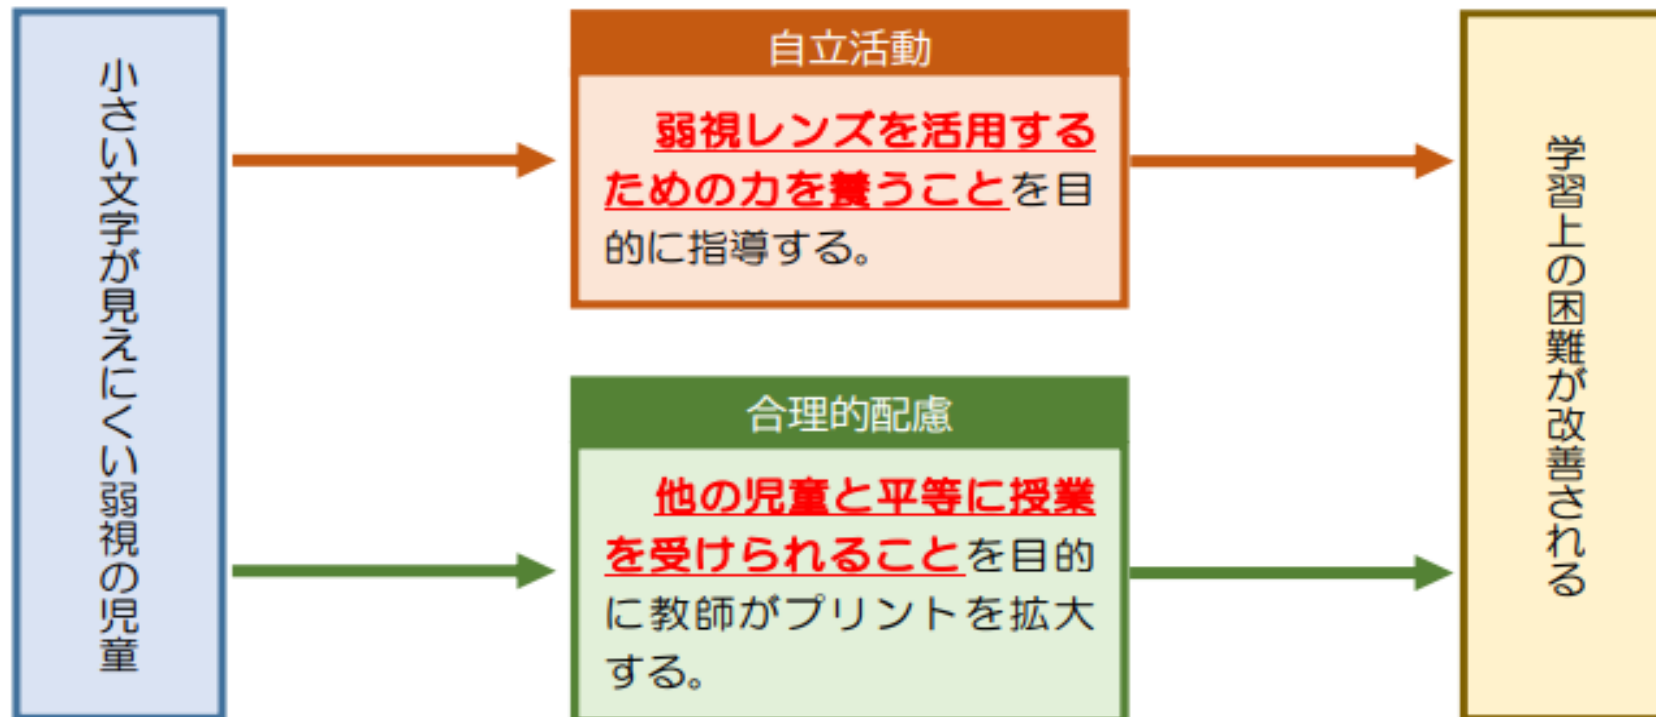 小さい文字が見えにくい弱視の児童
自立活動
弱視レンズを活用する
ための力を養うことを目
的に指導する。
合理的配慮
他の児童と平等に授業
を受けられることを目的
に教師がプリントを拡大
する。
学習上の困難が改善される